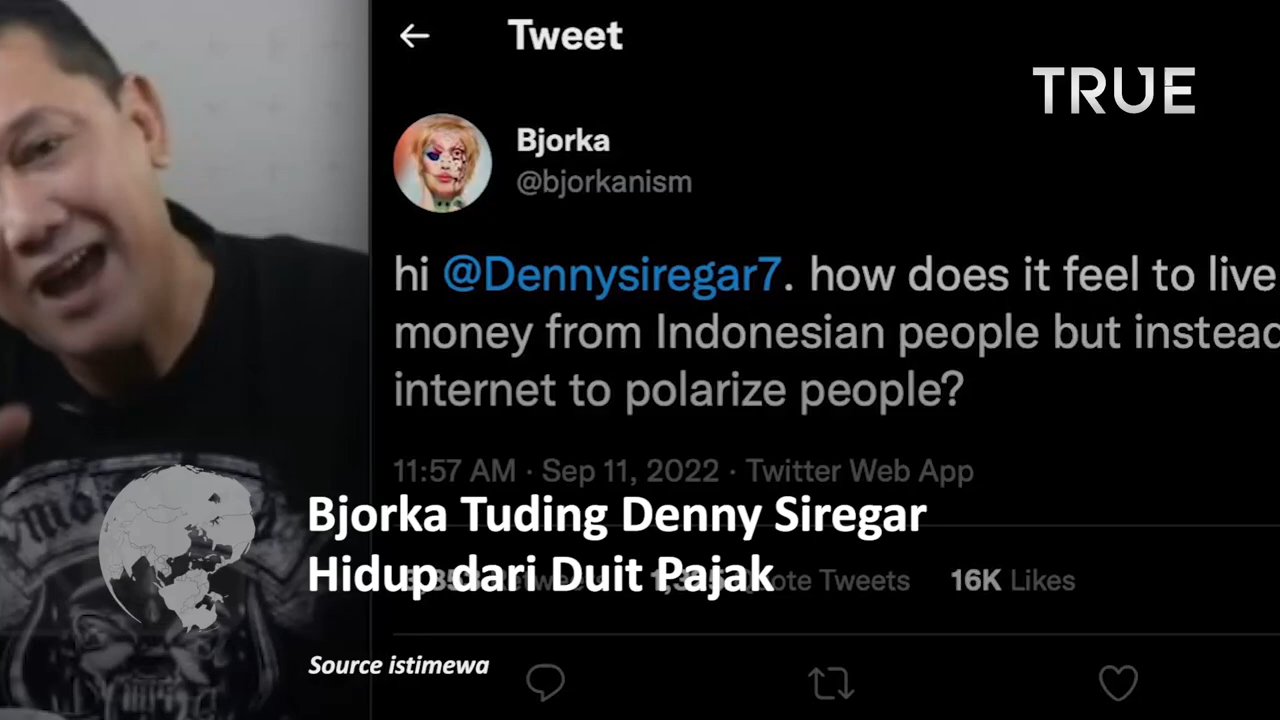 Tweet
TRUE
Bjorka
@bjorkanism
hi @Dennysiregar7. how does it feel to live
money from Indonesian people but instead
internet to polarize people?
11:57 AM · Sep 11, 2022 · Twitter Web App
Bjorka Tuding Denny Siregar
Hidup dari Duit Pajak
Tweets
16K Likes
Source istimewa